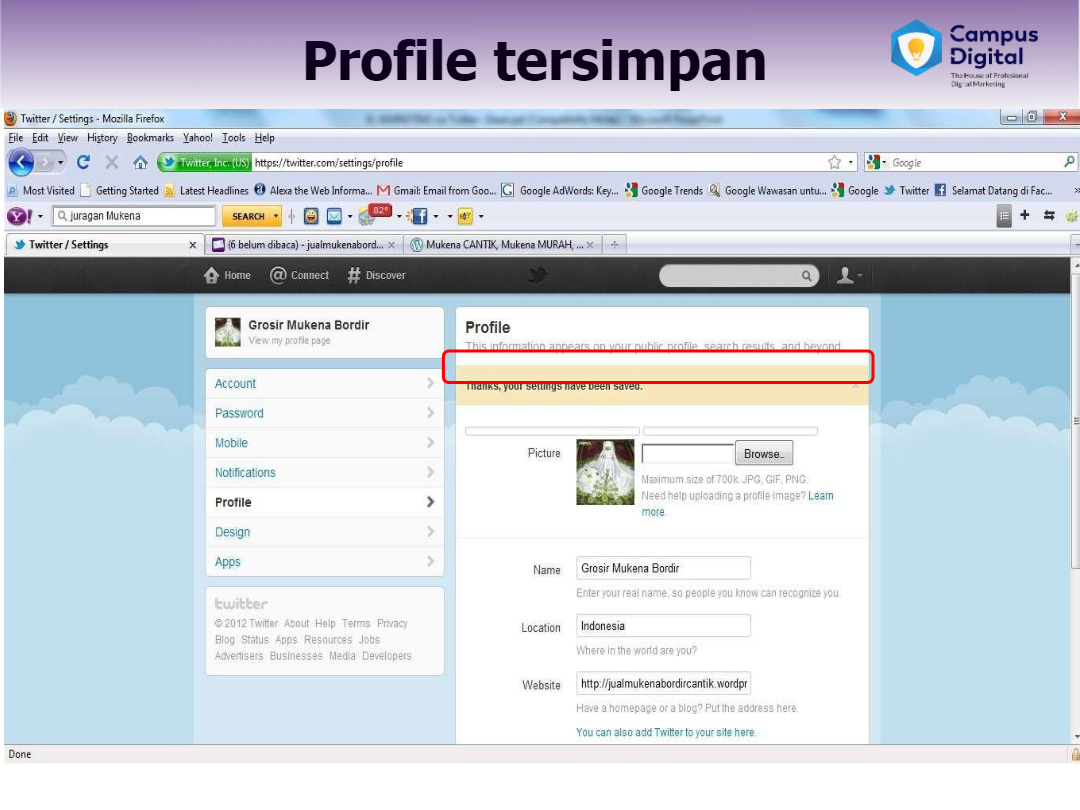 Profile tersimpan
Campus
Digital
The House of Profesional
Digital Marketing
Twitter / Settings - Mozilla Firefox
File Edit View History Bookmarks Yahoo! Tools Help
Twitter, Inc. (US) https://twitter.com/settings/profile Google
Most Visited Getting Started Latest Headlines Alexa the Web Informa... Gmail: Email from Goo... Google AdWords: Key... Google Trends Google Wawasan untu... Google Twitter Selamat Datang di Fac... »
juragan Mukena SEARCH 82°
Twitter / Settings x (6 belum dibaca) - jualmukenabord... x Mukena CANTIK, Mukena MURAH, ... x
Home @ Connect # Discover
Grosir Mukena Bordir
View my profile page
Account
Password
Mobile
Notifications
Profile
Design
Apps
twitter
© 2012 Twitter About Help Terms Privacy
Blog Status Apps Resources Jobs
Advertisers Businesses Media Developers
Profile
This information appears on your public profile, search results, and beyond.
Thanks, your settings have been saved.
Picture Browse..
Maximum size of 700k. JPG, GIF, PNG.
Need help uploading a profile image? Learn
more.
Name Grosir Mukena Bordir
Enter your real name, so people you know can recognize you.
Location Indonesia
Where in the world are you?
Website http://jualmukenabordircantik.wordpr
Have a homepage or a blog? Put the address here.
You can also add Twitter to your site here.
Done